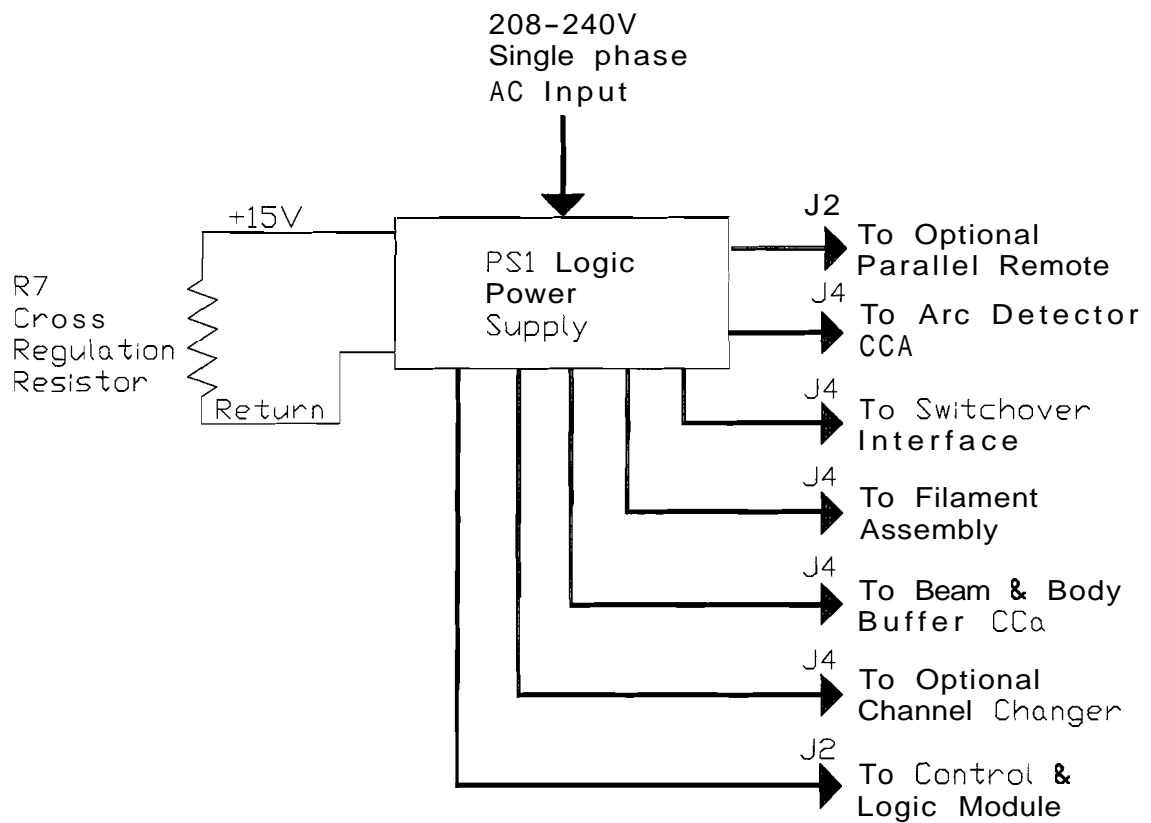 208-240V
Single phase
AC Input
+15V
R7
Cross
Regulation
Resistor
Return
PS1 Logic
Power
Supply
J2
To Optional
Parallel Remote
J4
To Arc Detector
CCA
J4
To Switchover
Interface
J4
To Filament
Assembly
J4
To Beam & Body
Buffer CCa
J4
To Optional
Channel Changer
J2
To Control &
Logic Module